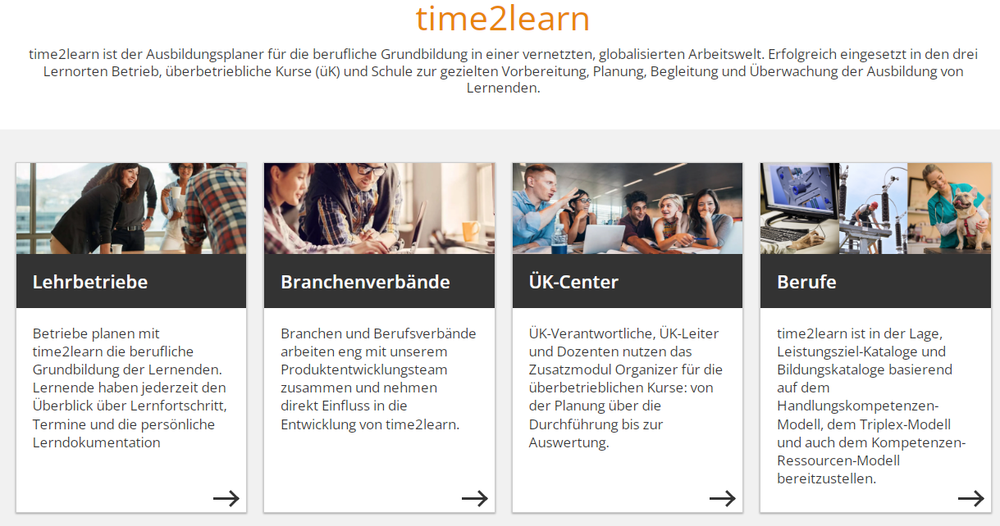 time2learn
time2learn ist der Ausbildungsplaner für die berufliche Grundbildung in einer vernetzten, globalisierten Arbeitswelt. Erfolgreich eingesetzt in den drei
Lernorten Betrieb, überbetriebliche Kurse (üK) und Schule zur gezielten Vorbereitung, Planung, Begleitung und Überwachung der Ausbildung von
Lernenden.
Lehrbetriebe
Betriebe planen mit
time2learn die berufliche
Grundbildung der Lernenden.
Lernende haben jederzeit den
Überblick über Lernfortschritt,
Termine und die persönliche
Lerndokumentation
Branchenverbände
Branchen und Berufsverbände
arbeiten eng mit unserem
Produktentwicklungsteam
zusammen und nehmen
direkt Einfluss in die
Entwicklung von time2learn.
ÜK-Center
ÜK-Verantwortliche, ÜK-Leiter
und Dozenten nutzen das
Zusatzmodul Organizer für die
überbetrieblichen Kurse: von
der Planung über die
Durchführung bis zur
Auswertung.
Berufe
time2learn ist in der Lage,
Leistungsziel-Kataloge und
Bildungskataloge basierend
auf dem
Handlungskompetenzen-
Modell, dem Triplex-Modell
und auch dem Kompetenzen-
Ressourcen-Modell
bereitzustellen.